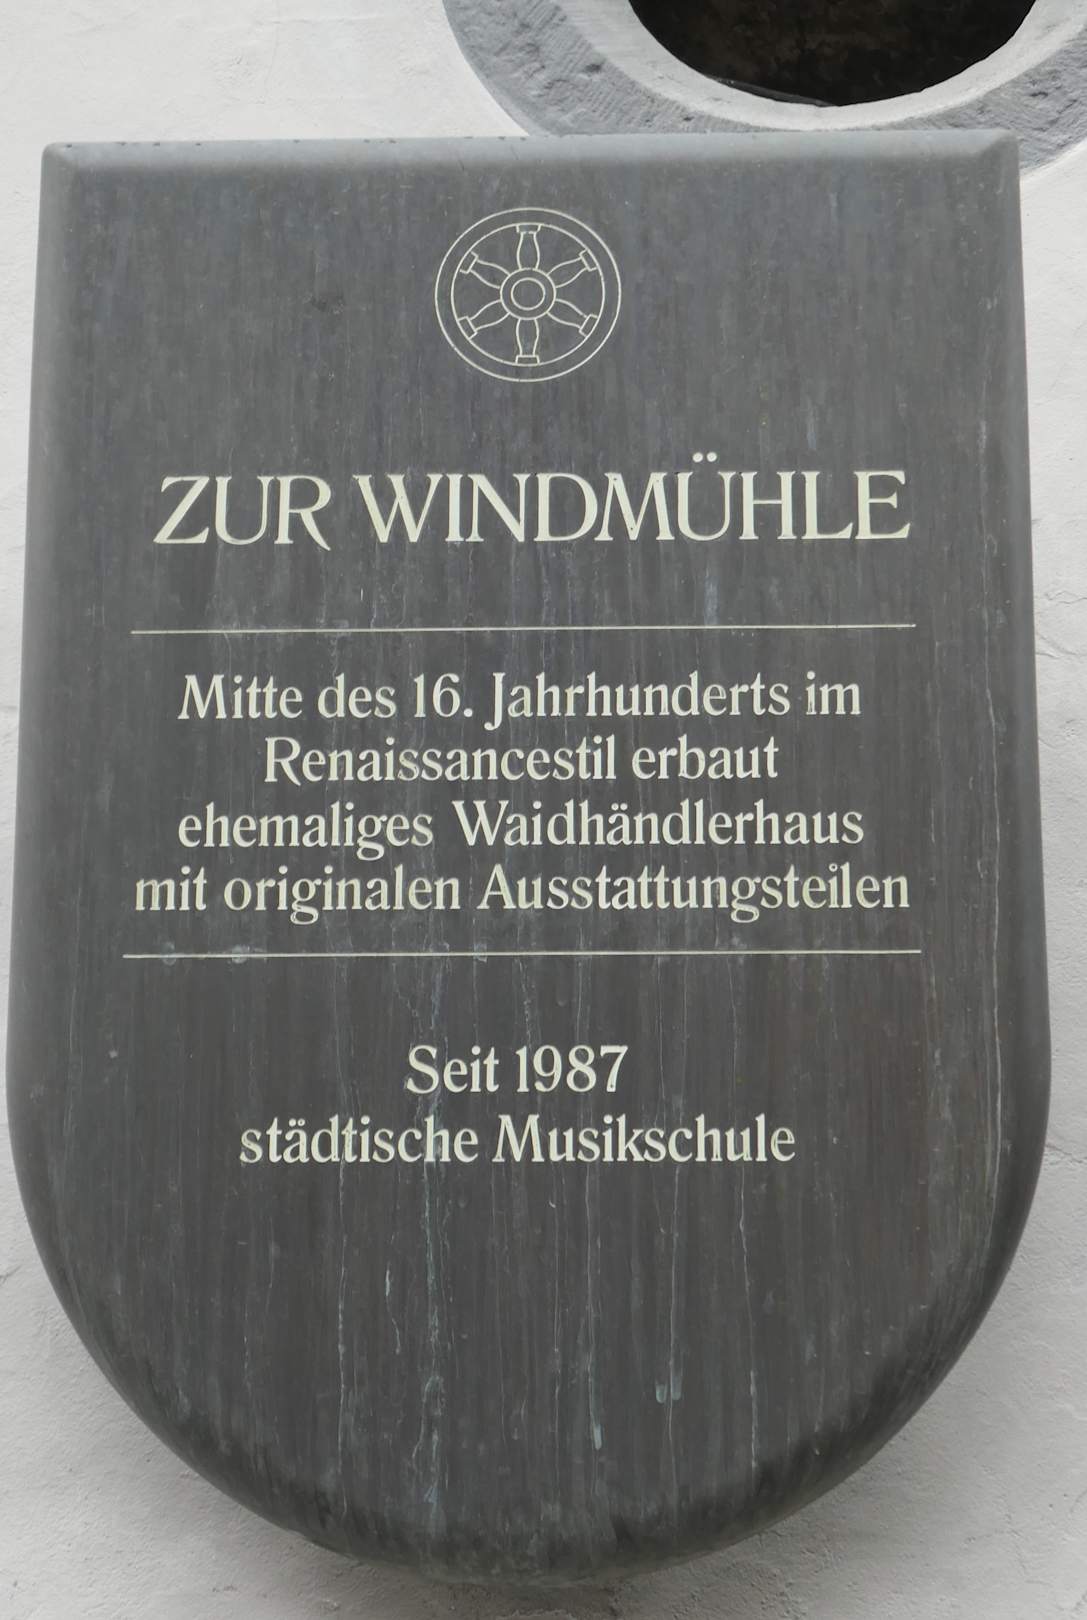 ZUR WINDMÜHLE
Mitte des 16. Jahrhunderts im
Renaissancestil erbaut
ehemaliges Waidhändlerhaus
mit originalen Ausstattungsteilen
Seit 1987
städtische Musikschule